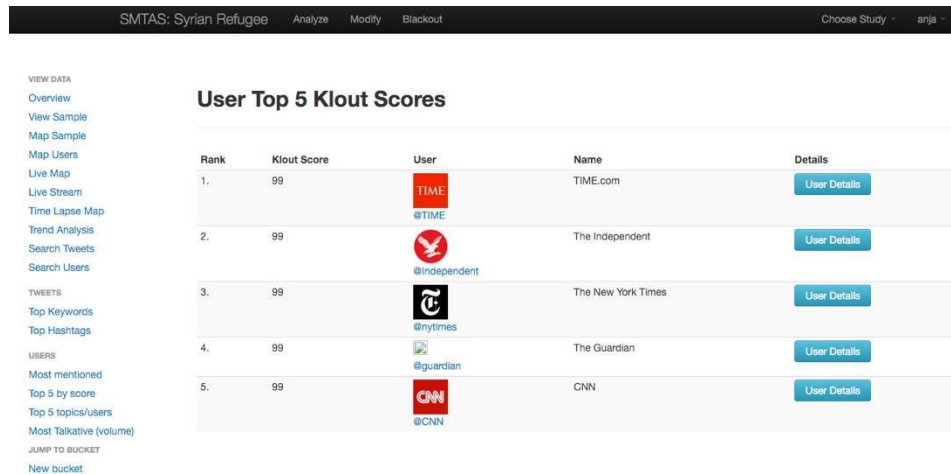 SMTAS: Syrian Refugee Analyze Modify Blackout Choose Study anja
VIEW DATA
Overview
View Sample
Map Sample
Map Users
Live Map
Live Stream
Time Lapse Map
Trend Analysis
Search Tweets
Search Users
TWEETS
Top Keywords
Top Hashtags
USERS
Most mentioned
Top 5 by score
Top 5 topics/users
Most Talkative (volume)
JUMP TO BUCKET
New bucket
User Top 5 Klout Scores
Rank Klout Score User Name Details
1. 99 TIME TIME.com User Details
@TIME
2. 99 The Independent User Details
@Independent
3. 99 The New York Times User Details
@nytimes
4. 99 The Guardian User Details
@guardian
5. 99 CNN CNN User Details
@CNN